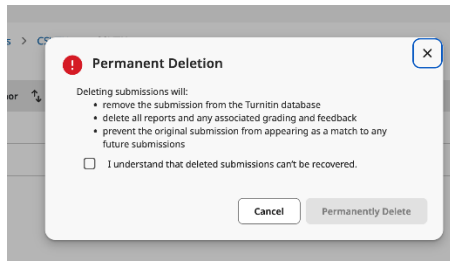 s > CS
or
Permanent Deletion
Deleting submissions will:
• remove the submission from the Turnitin database
• delete all reports and any associated grading and feedback
• prevent the original submission from appearing as a match to any
future submissions
I understand that deleted submissions can't be recovered.
Cancel
Permanently Delete